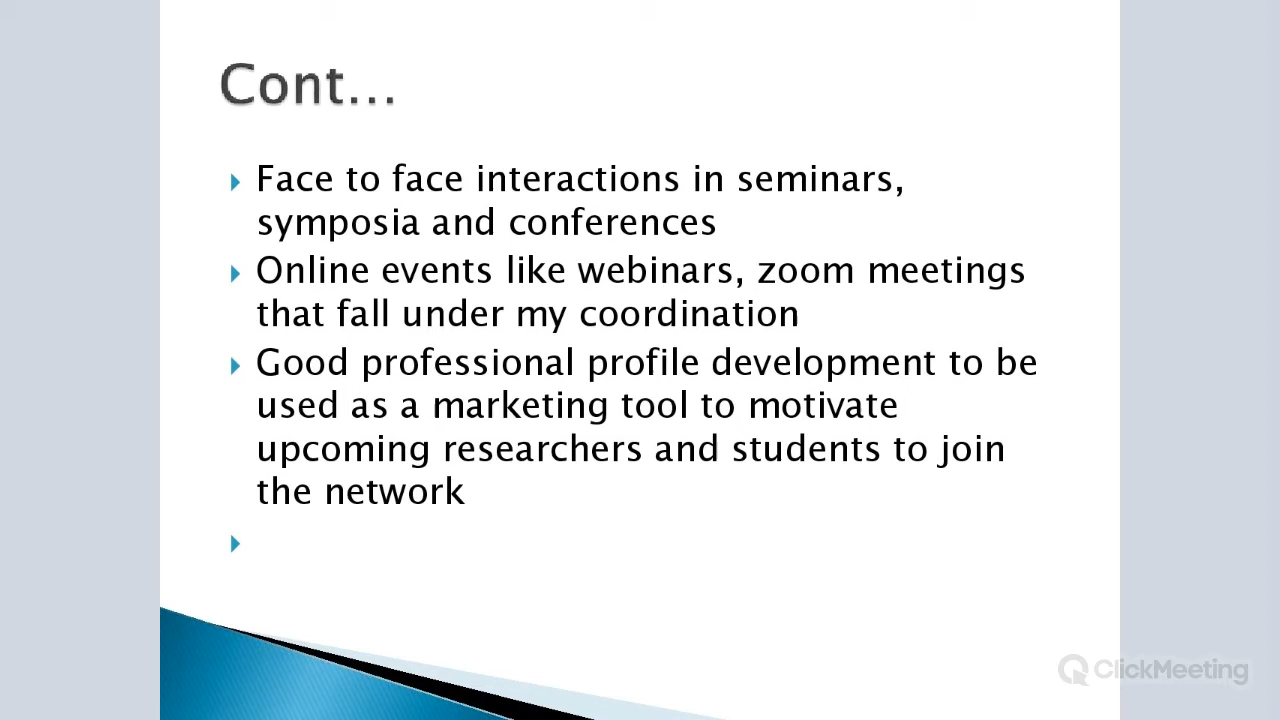 Cont...
Face to face interactions in seminars,
symposia and conferences
Online events like webinars, zoom meetings
that fall under my coordination
Good professional profile development to be
used as a marketing tool to motivate
upcoming researchers and students to join
the network
ClickMeeting